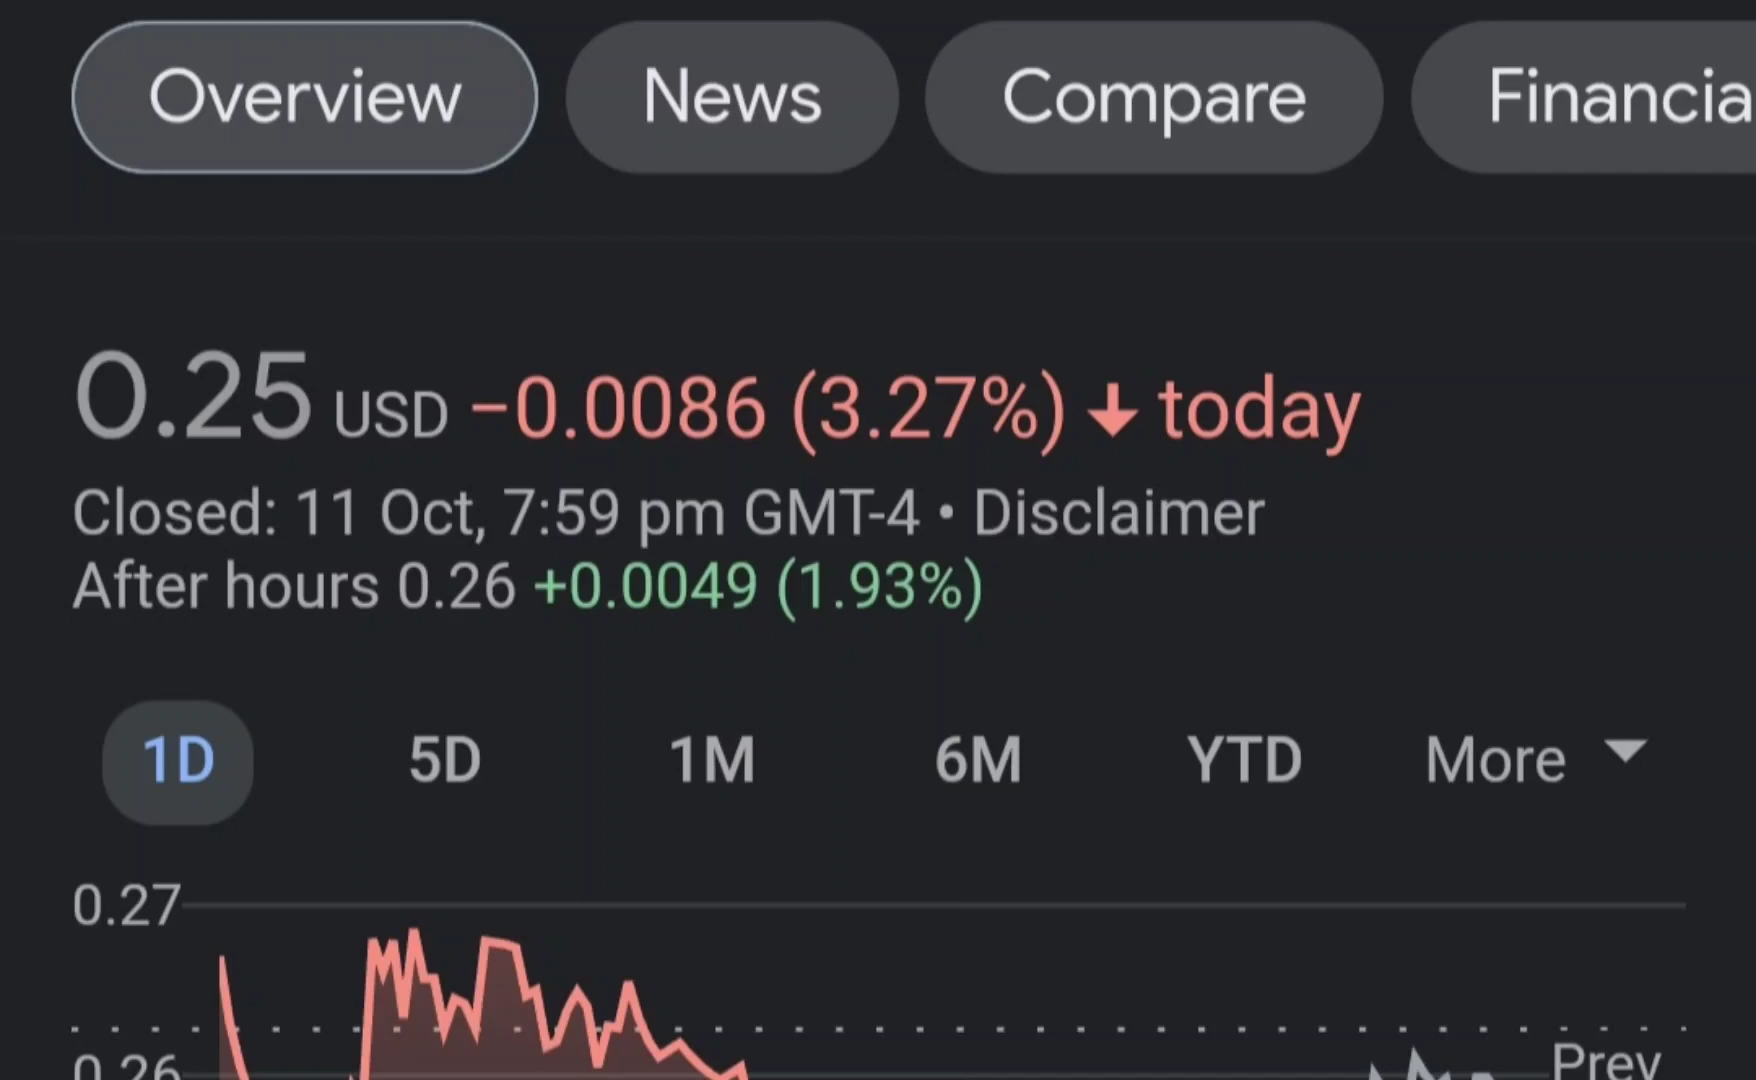 Overview News Compare Financia
0.25 USD −0.0086 (3.27%) ↓ today
Closed: 11 Oct, 7:59 pm GMT-4 • Disclaimer
After hours 0.26 +0.0049 (1.93%)
1D 5D 1M 6M YTD More
0.27
0.26
Prev